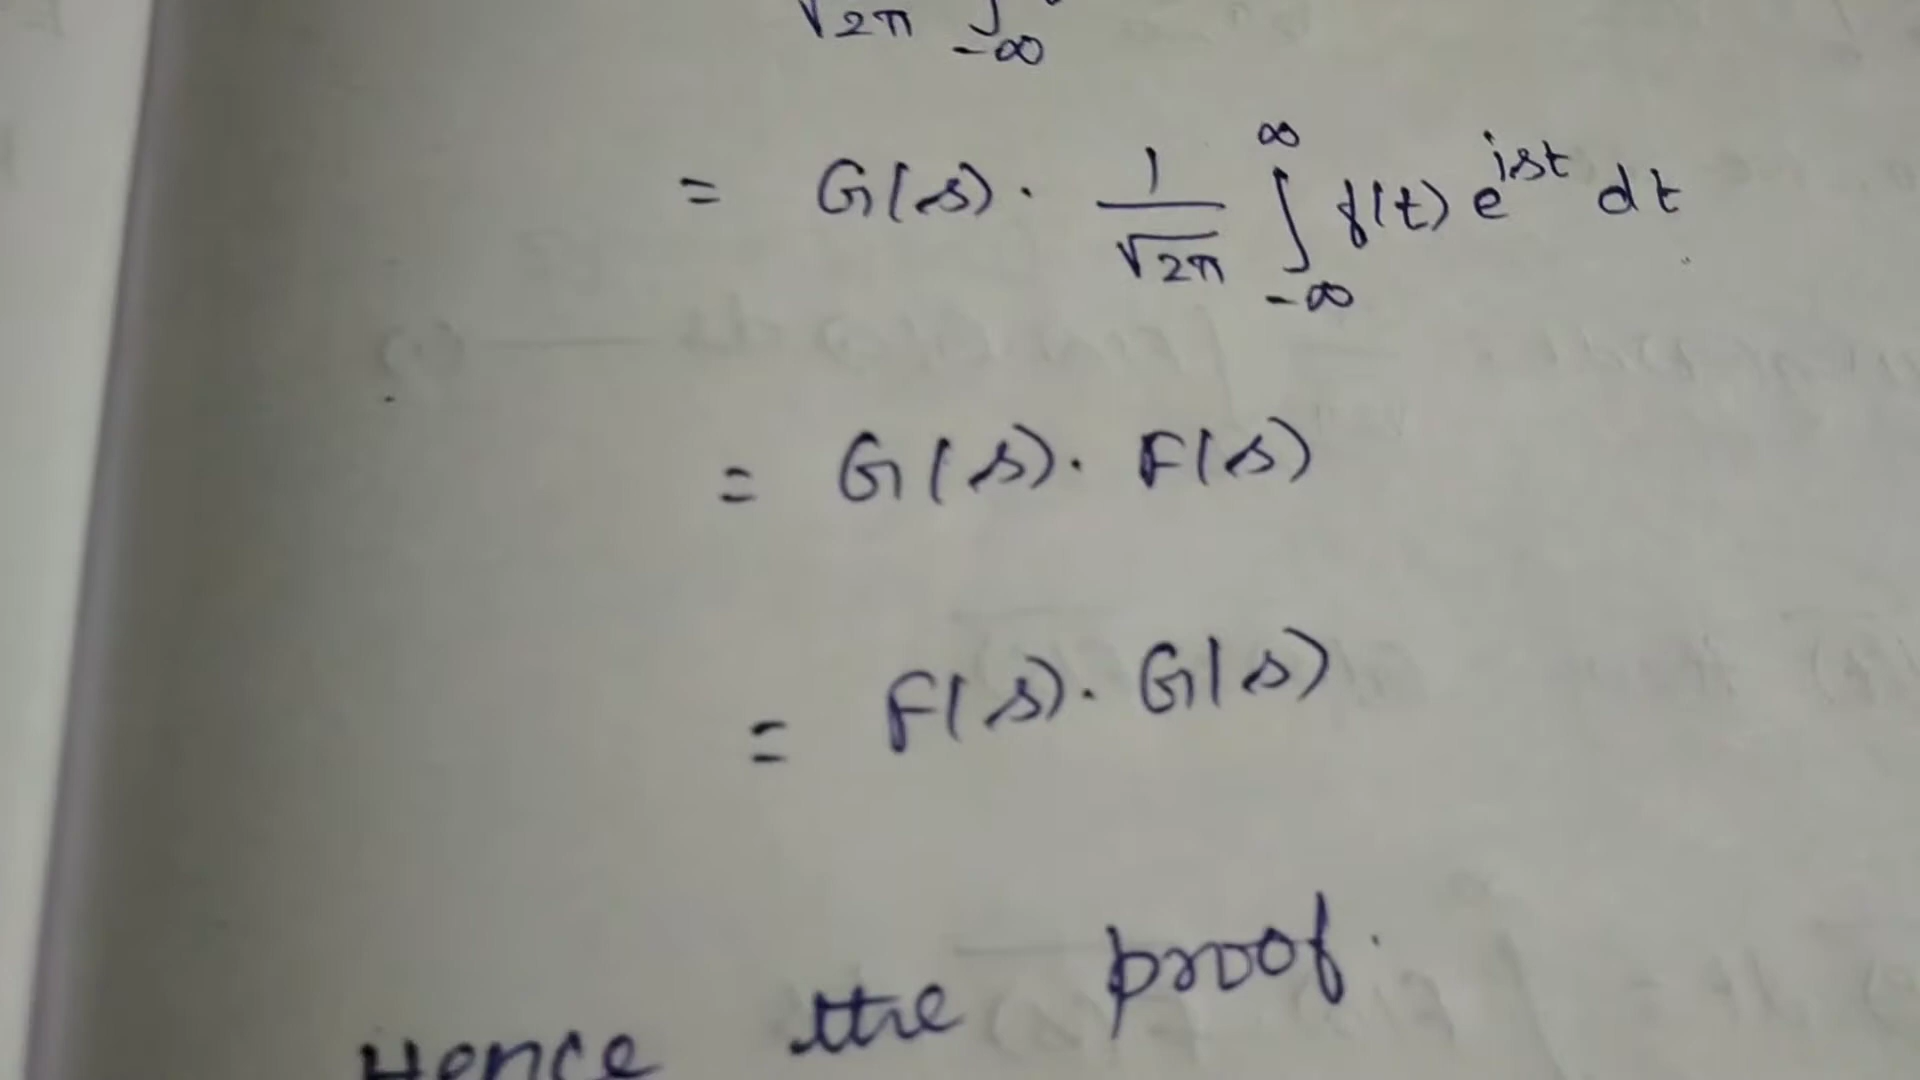 √2π ∫ -∞
= G(s). 1/√2π ∫ ∞ -∞ f(t) e^ist dt
= G(s). F(s)
= F(s). G(s)
Hence the proof.